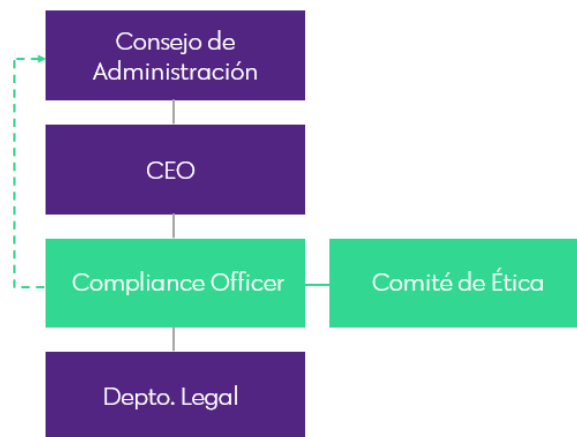 Consejo de
Administración
CEO
Compliance Officer
Comité de Ética
Depto. Legal